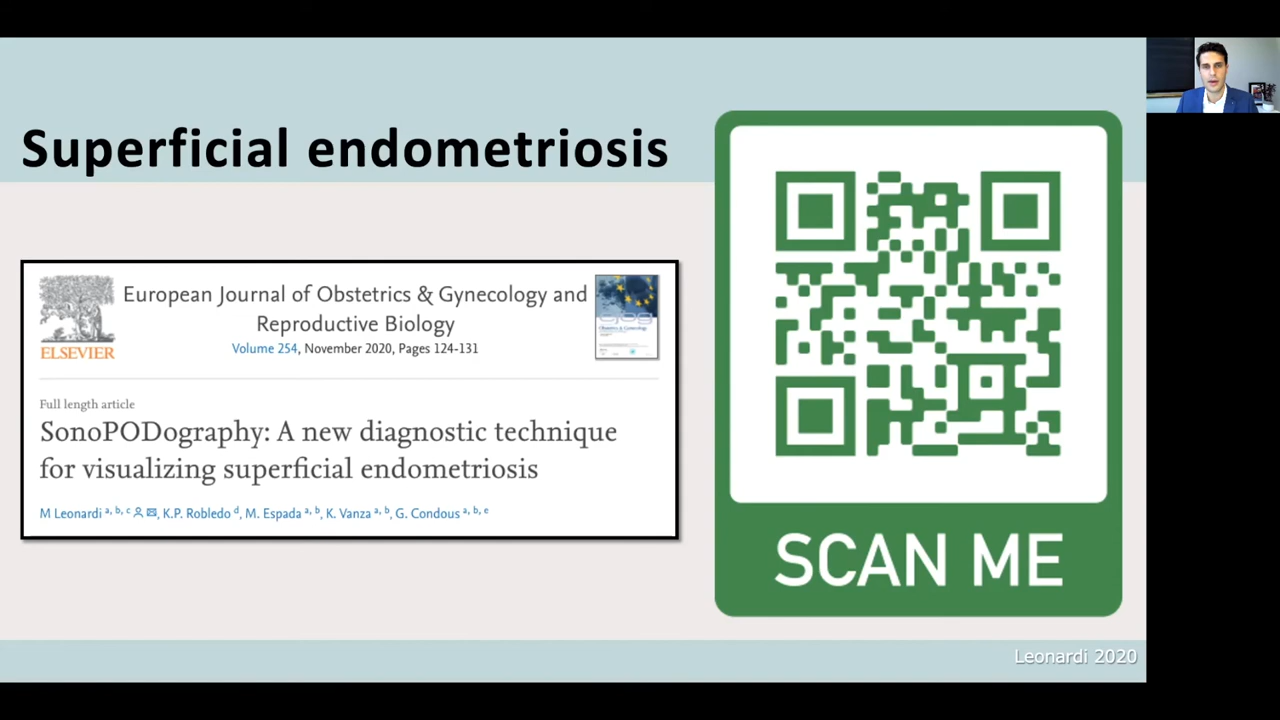 Superficial endometriosis
ELSEVIER
European Journal of Obstetrics & Gynecology and
Reproductive Biology
Volume 254, November 2020, Pages 124-131
Full length article
SonoPODography: A new diagnostic technique
for visualizing superficial endometriosis
M Leonardi a, b, c, K.P. Robledo d, M. Espada a, b, K. Vanza a, b, G. Condous a, b, e
SCAN ME
Leonardi 2020